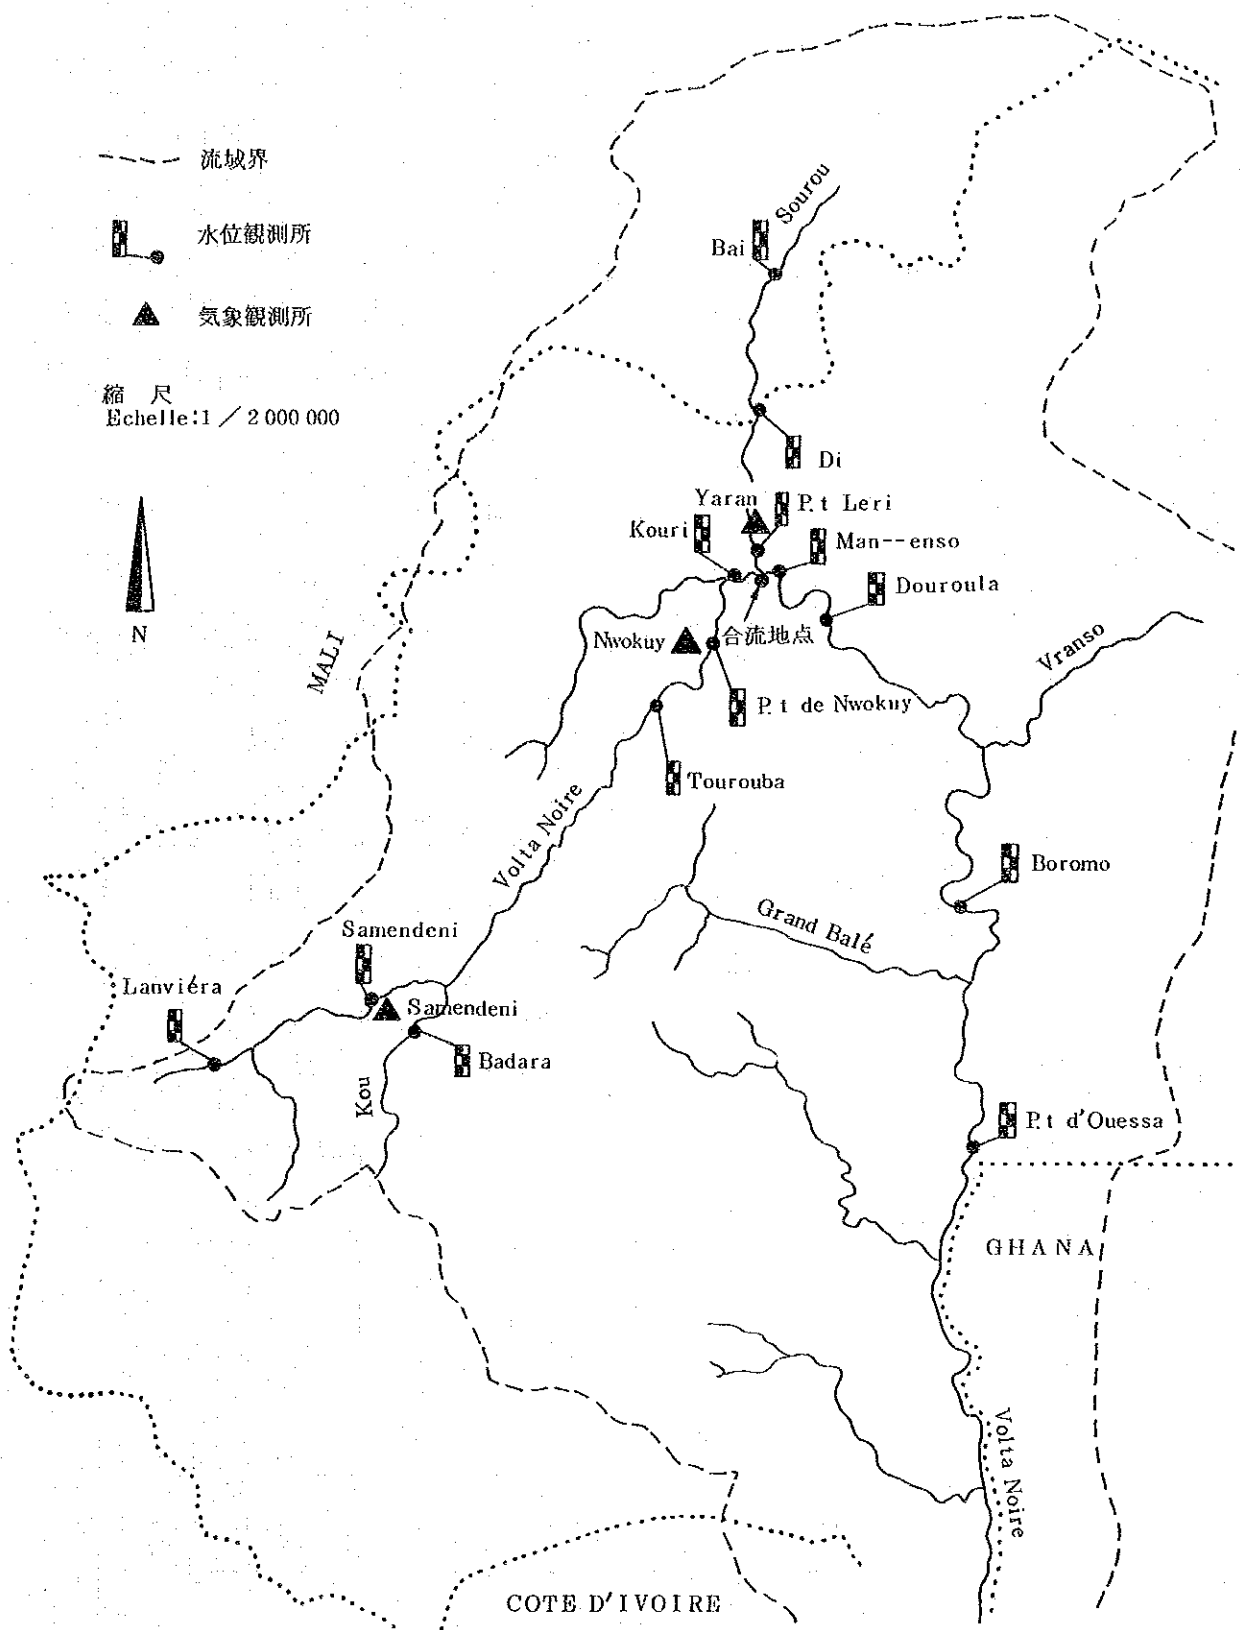 流域界
水位観測所
気象観測所
縮 尺
Echelle:1 / 2 000 000
N
MALI
Sourou
Bai
Di
Yaran
P.t Leri
Kouri
Man--enso
Douroula
Nwokuy
合流地点
Vranso
P.t de Nwokuy
Tourouba
Volta Noire
Boromo
Grand Balé
Samendeni
Lanviéra
Samendeni
Badara
Kou
P.t d'Ouessa
GHANA
Volta Noire
COTE D'IVOIRE